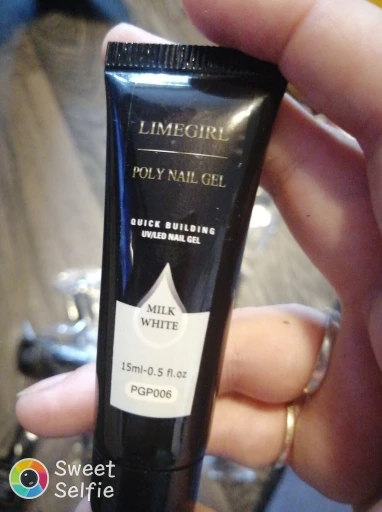 LIMEGIRL
POLY NAIL GEL
QUICK BUILDING
UV/LED NAIL GEL
MILK
WHITE
15ml-0.5 fl.oz
PGP006
Sweet
Selfie